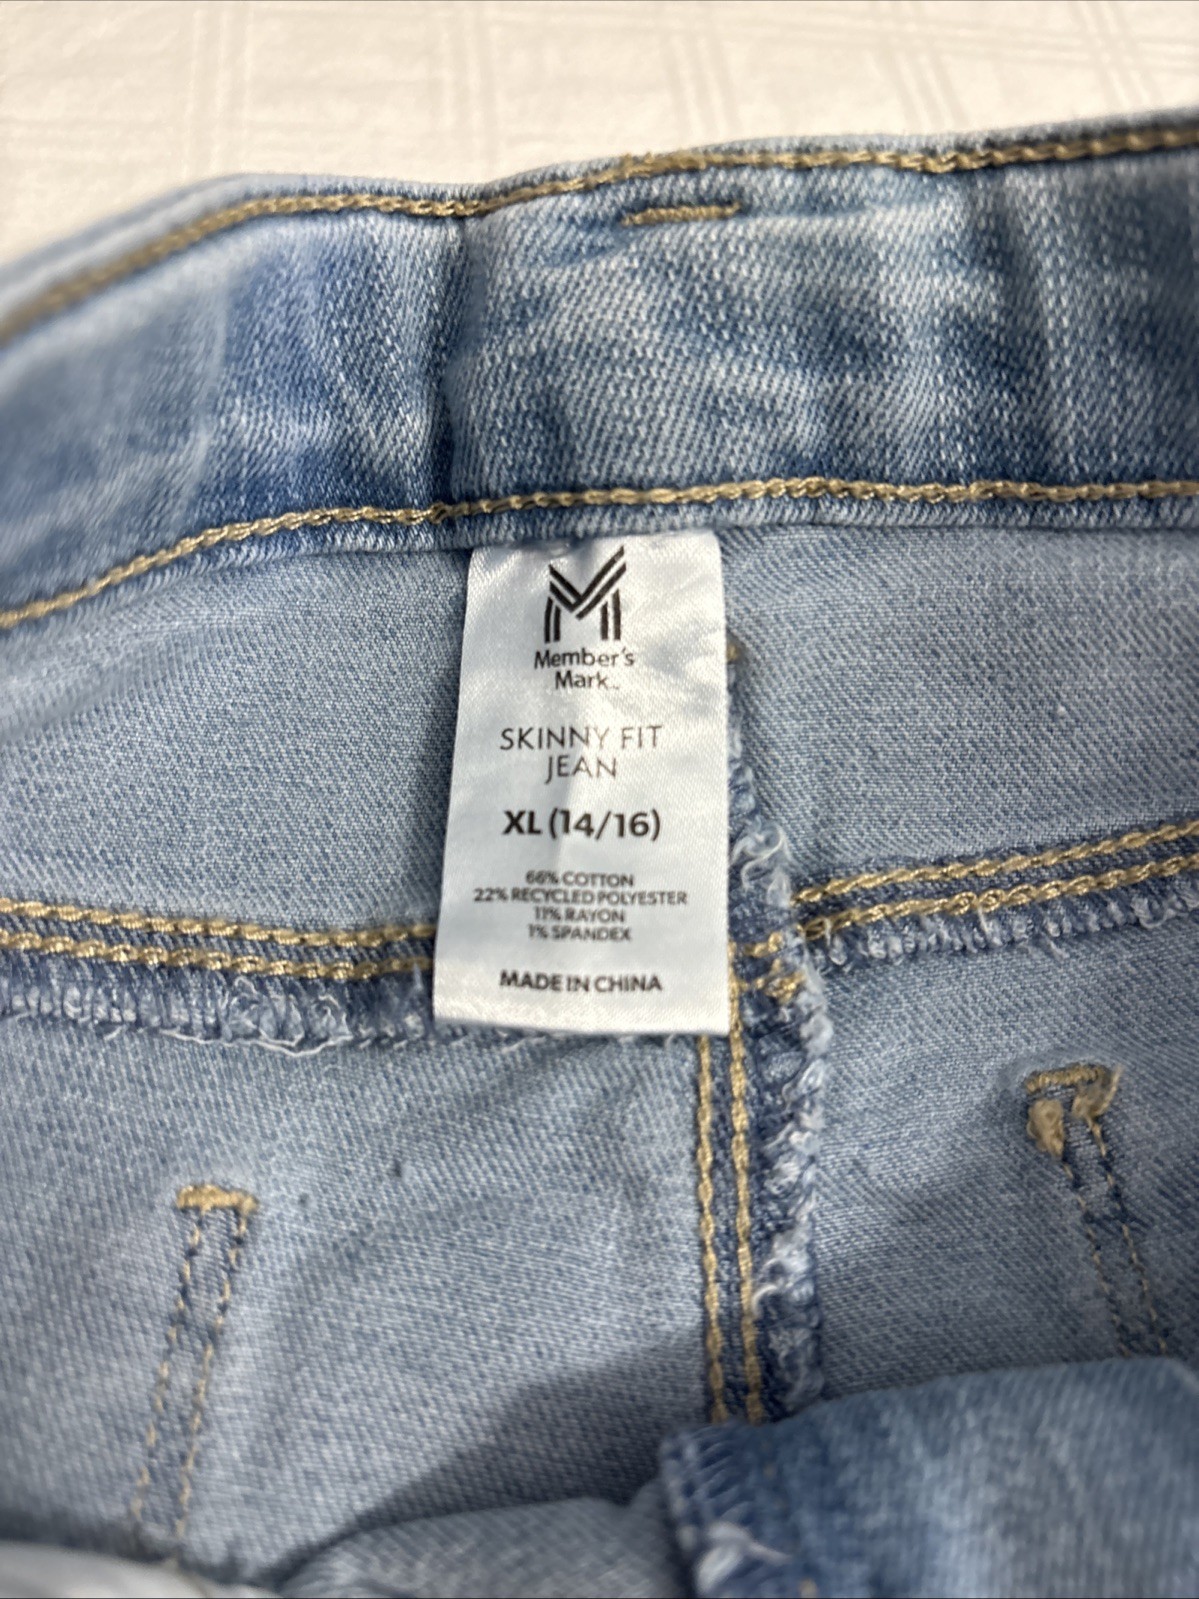 Member's
Mark™
SKINNY FIT
JEAN
XL (14/16)
66% COTTON
22% RECYCLED POLYESTER
11% RAYON
1% SPANDEX
MADE IN CHINA